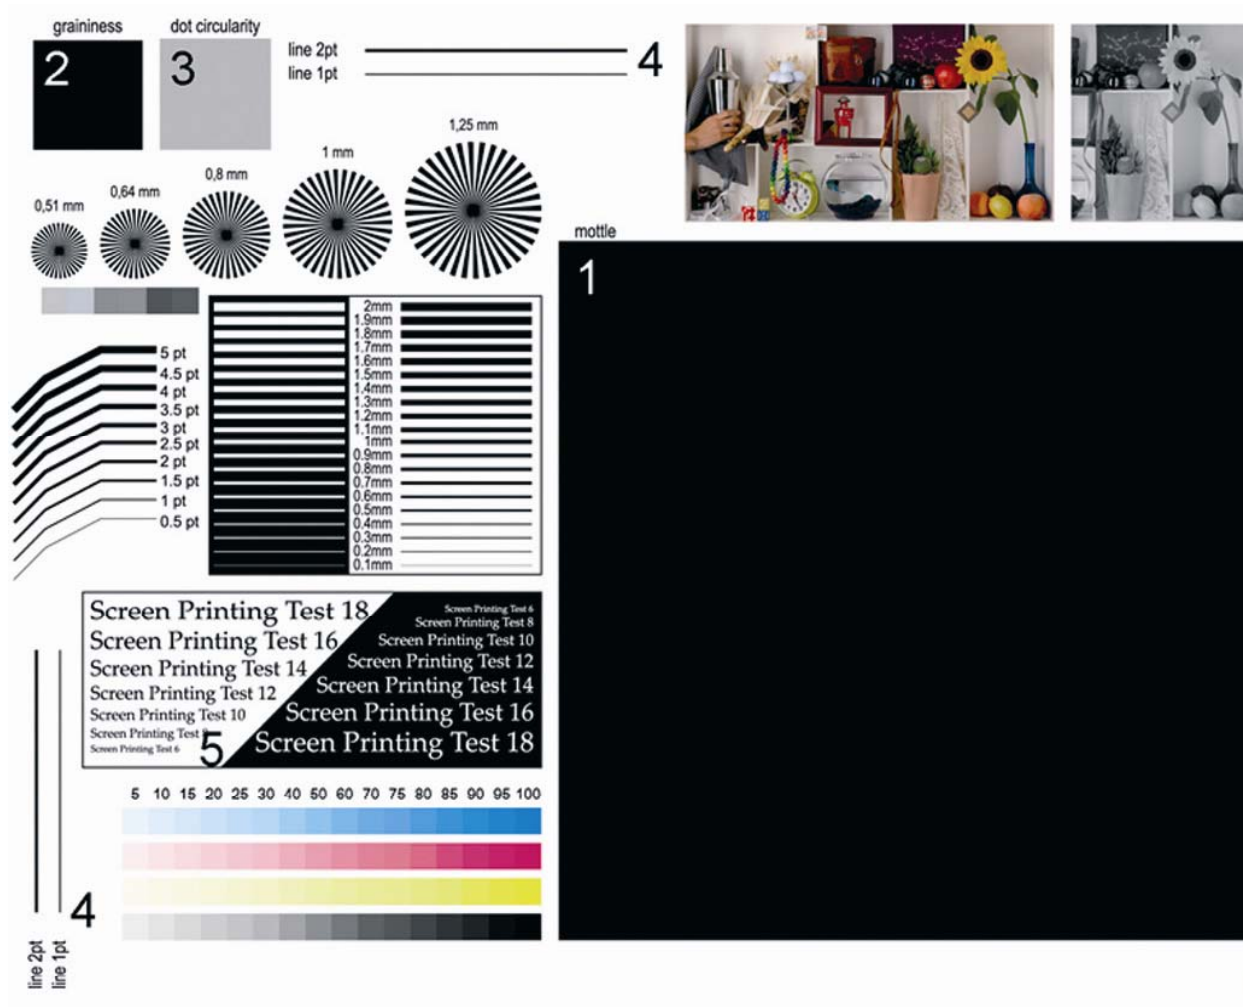 graininess
dot circularity
2
3
line 2pt
line 1pt
4
1,25 mm
1 mm
0,8 mm
0,64 mm
0,51 mm
mottle
1
2mm
1.9mm
1.8mm
1.7mm
1.6mm
1.5mm
1.4mm
1.3mm
1.2mm
1.1mm
1mm
0.9mm
0.8mm
0.7mm
0.6mm
0.5mm
0.4mm
0.3mm
0.2mm
0.1mm
5 pt
4.5 pt
4 pt
3.5 pt
3 pt
2.5 pt
2 pt
1.5 pt
1 pt
0.5 pt
Screen Printing Test 18
Screen Printing Test 16
Screen Printing Test 14
Screen Printing Test 12
Screen Printing Test 10
Screen Printing Test 8
Screen Printing Test 6
5
Screen Printing Test 6
Screen Printing Test 8
Screen Printing Test 10
Screen Printing Test 12
Screen Printing Test 14
Screen Printing Test 16
Screen Printing Test 18
5 10 15 20 25 30 40 50 60 70 75 80 85 90 95 100
4
line 2pt
line 1pt